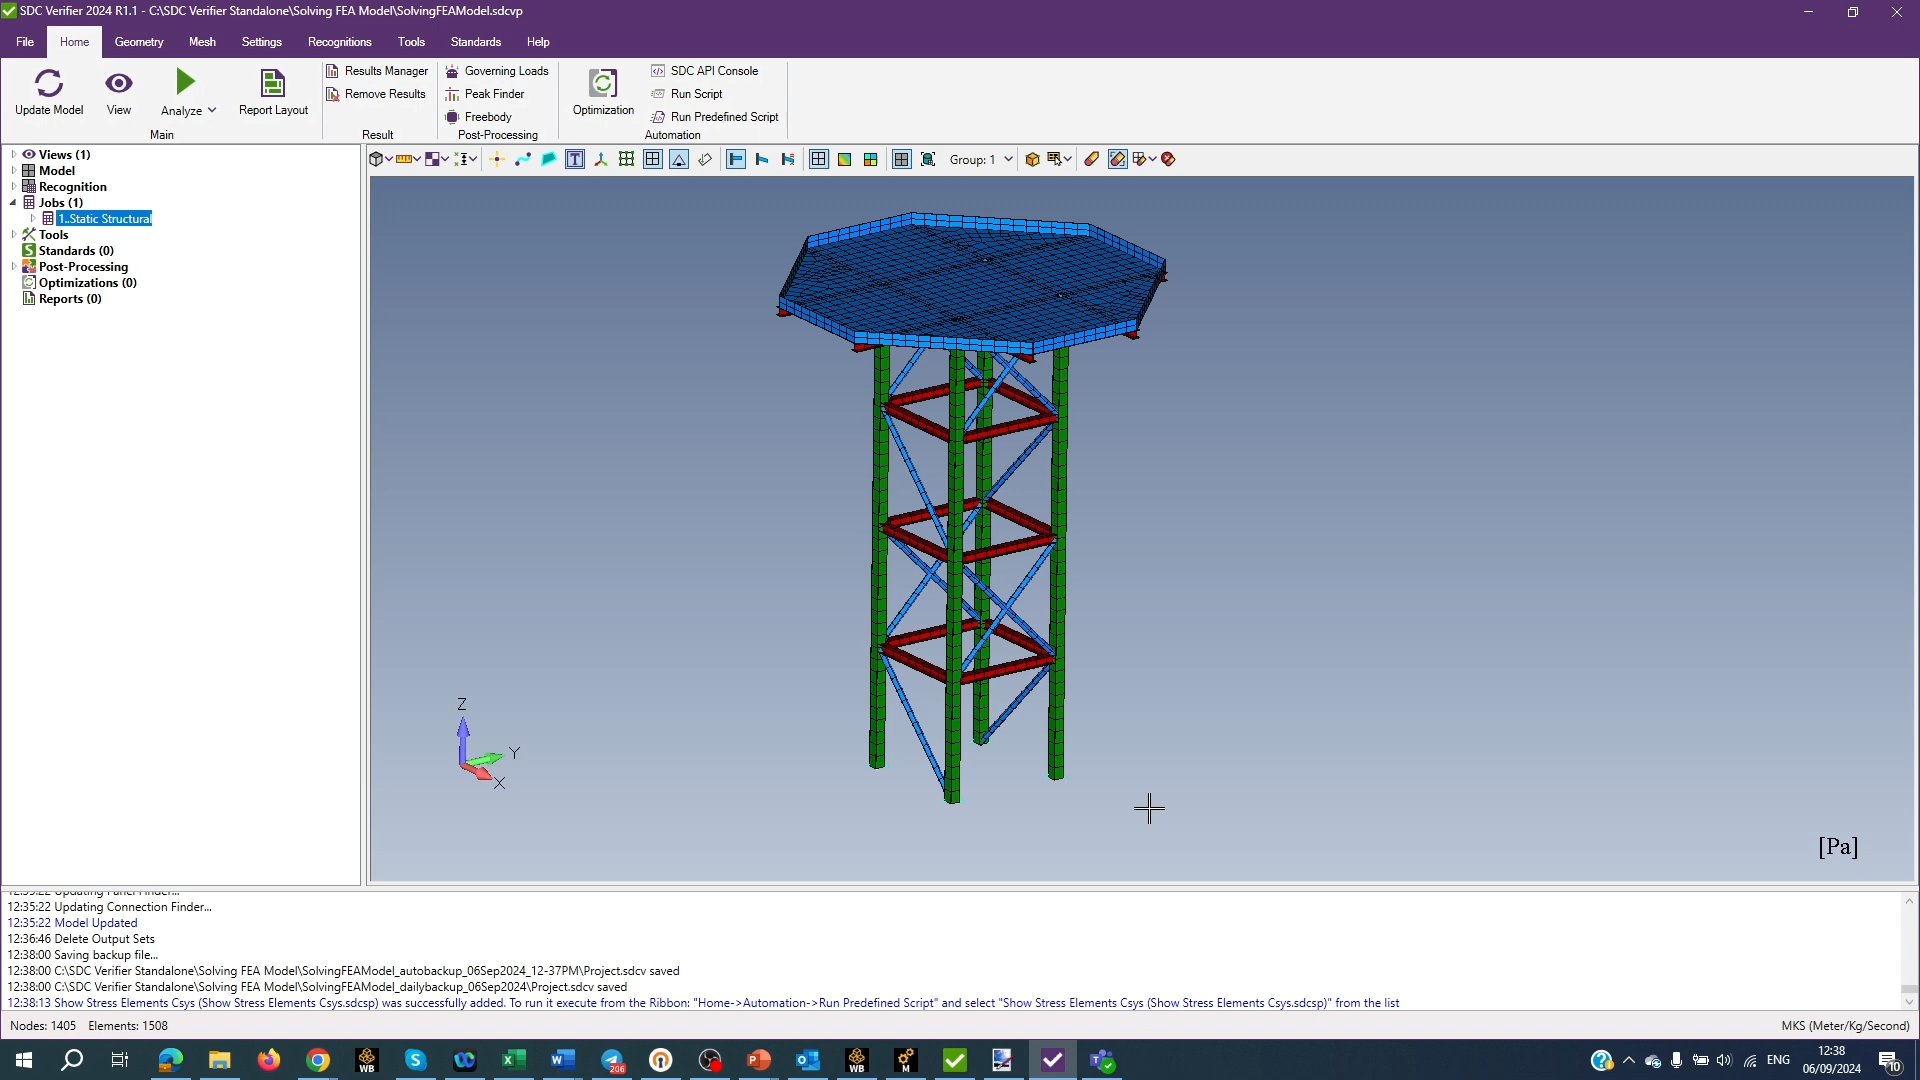 SDC Verifier 2024 R1.1 - C:\SDC Verifier Standalone\Solving FEA Model\SolvingFEAModel.sdcvp
File Home Geometry Mesh Settings Recognitions Tools Standards Help
Update Model View Analyze Report Layout
Main
Results Manager
Remove Results
Result
Governing Loads
Peak Finder
Freebody
Post-Processing
Optimization
SDC API Console
Run Script
Run Predefined Script
Automation
Views (1)
Model
Recognition
Jobs (1)
1..Static Structural
Tools
Standards (0)
Post-Processing
Optimizations (0)
Reports (0)
Group: 1
Z
Y
X
[Pa]
12:35:22 Updating Connection Finder...
12:35:22 Model Updated
12:36:46 Delete Output Sets
12:38:00 Saving backup file...
12:38:00 C:\SDC Verifier Standalone\Solving FEA Model\SolvingFEAModel_autobackup_06Sep2024_12-37PM\Project.sdcv saved
12:38:00 C:\SDC Verifier Standalone\Solving FEA Model\SolvingFEAModel_dailybackup_06Sep2024\Project.sdcv saved
12:38:13 Show Stress Elements Csys (Show Stress Elements Csys.sdcsp) was successfully added. To run it execute from the Ribbon: "Home->Automation->Run Predefined Script" and select "Show Stress Elements Csys (Show Stress Elements Csys.sdcsp)" from the list
Nodes: 1405 Elements: 1508
MKS (Meter/Kg/Second)
WB
206
WB
M
ENG
12:38
06/09/2024
10